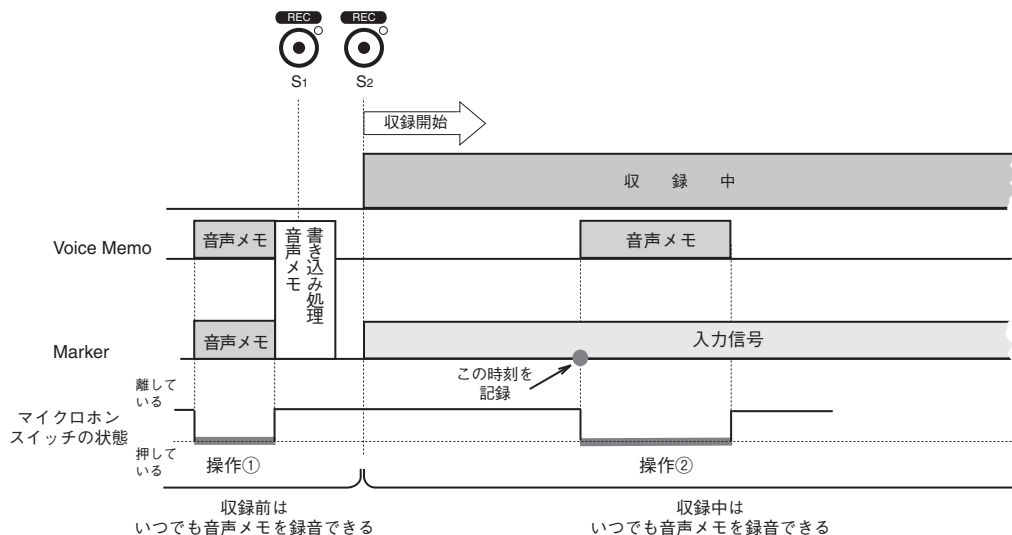 REC REC
S1 S2
収録開始
収 録 中
Voice Memo
音声メモ
音声メモ
書き込み処理
音声メモ
Marker
音声メモ
入力信号
この時刻を
記録
離して
いる
マイクロホン
スイッチの状態
押して
いる
操作①
操作②
収録前は
いつでも音声メモを録音できる
収録中は
いつでも音声メモを録音できる